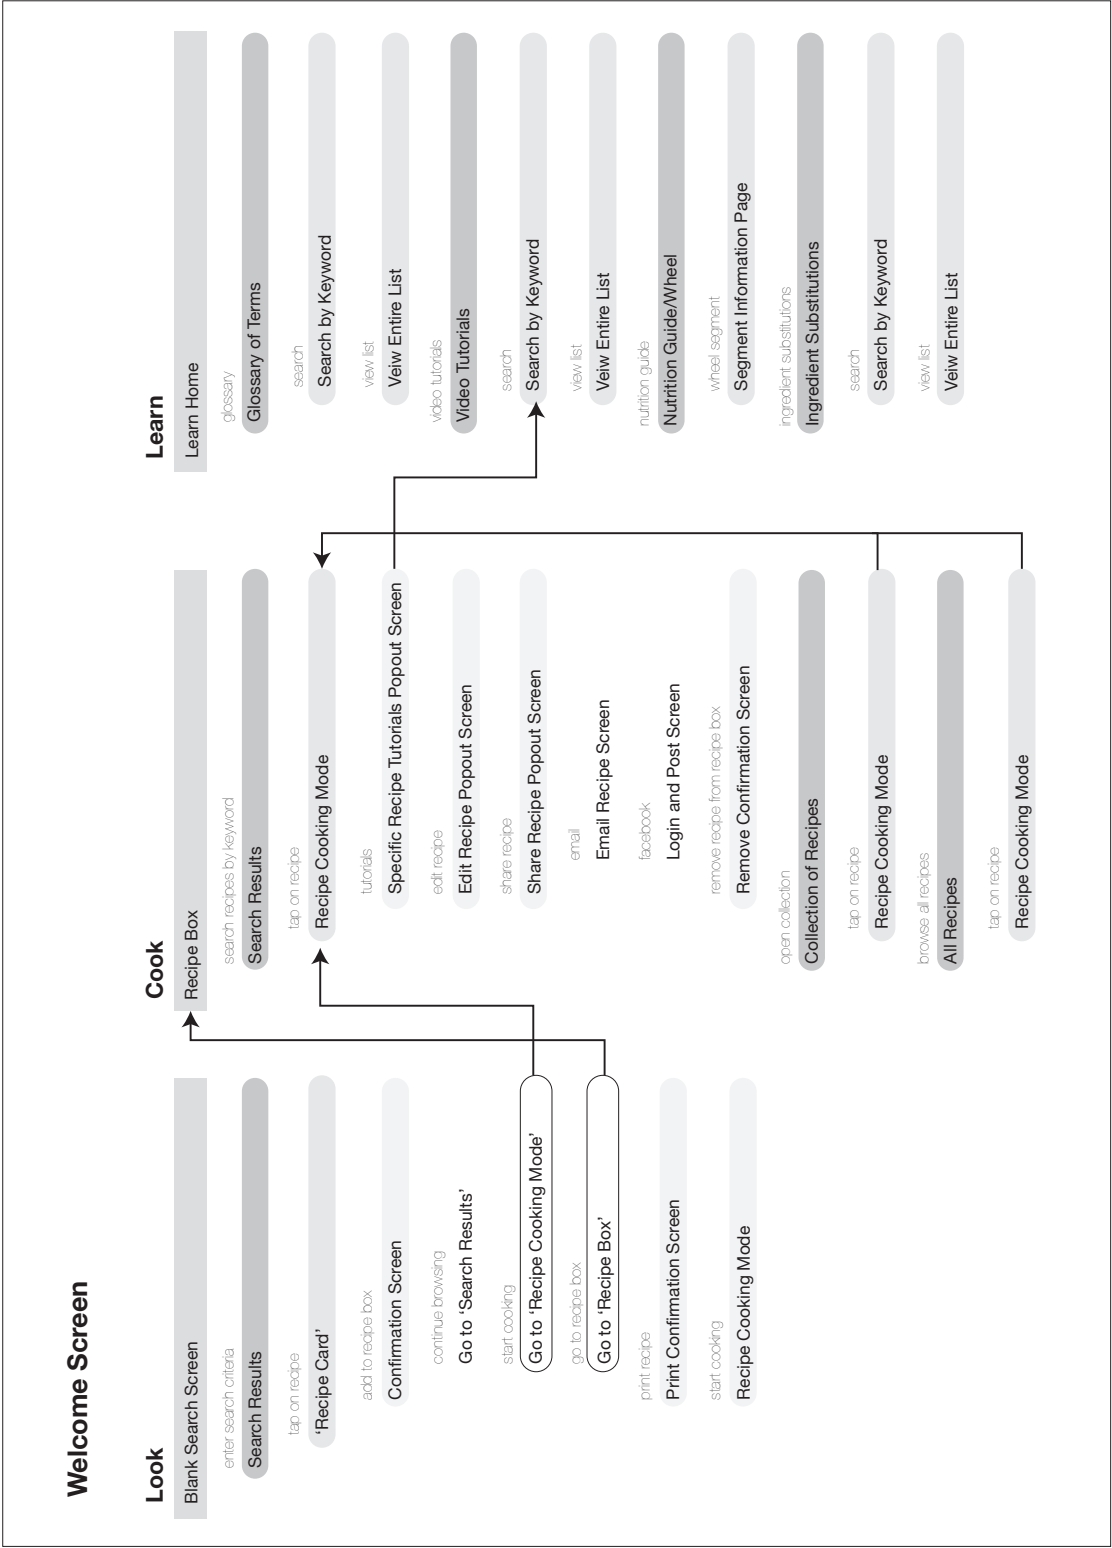 Welcome Screen
Look
Blank Search Screen
enter search criteria
Search Results
tap on recipe
‘Recipe Card’
add to recipe box
Confirmation Screen
continue browsing
Go to ‘Search Results’
start cooking
Go to ‘Recipe Cooking Mode’
go to recipe box
Go to ‘Recipe Box’
print recipe
Print Confirmation Screen
start cooking
Recipe Cooking Mode
Cook
Recipe Box
search recipes by keyword
Search Results
tap on recipe
Recipe Cooking Mode
tutorials
Specific Recipe Tutorials Popout Screen
edit recipe
Edit Recipe Popout Screen
share recipe
Share Recipe Popout Screen
email
Email Recipe Screen
facebook
Login and Post Screen
remove recipe from recipe box
Remove Confirmation Screen
open collection
Collection of Recipes
tap on recipe
Recipe Cooking Mode
browse all recipes
All Recipes
tap on recipe
Recipe Cooking Mode
Learn
Learn Home
glossary
Glossary of Terms
search
Search by Keyword
view list
Veiw Entire List
video tutorials
Video Tutorials
search
Search by Keyword
view list
Veiw Entire List
nutrition guide
Nutrition Guide/Wheel
wheel segment
Segment Information Page
ingredient substitutions
Ingredient Substitutions
search
Search by Keyword
view list
Veiw Entire List